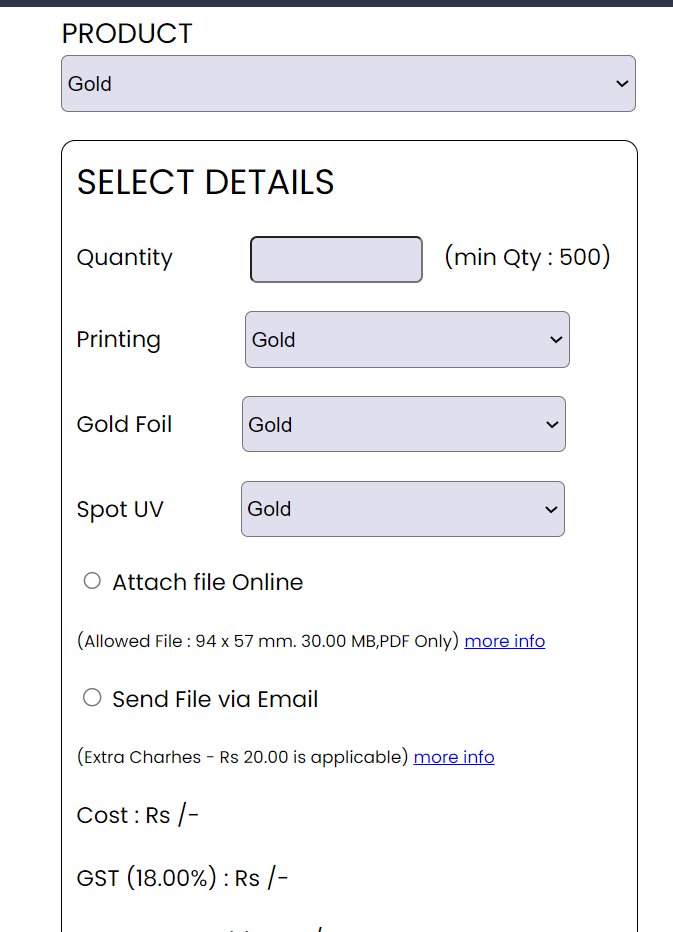 PRODUCT
Gold
SELECT DETAILS
Quantity (min Qty : 500)
Printing Gold
Gold Foil Gold
Spot UV Gold
Attach file Online
(Allowed File : 94 x 57 mm. 30.00 MB,PDF Only) more info
Send File via Email
(Extra Charhes - Rs 20.00 is applicable) more info
Cost : Rs /-
GST (18.00%) : Rs /-